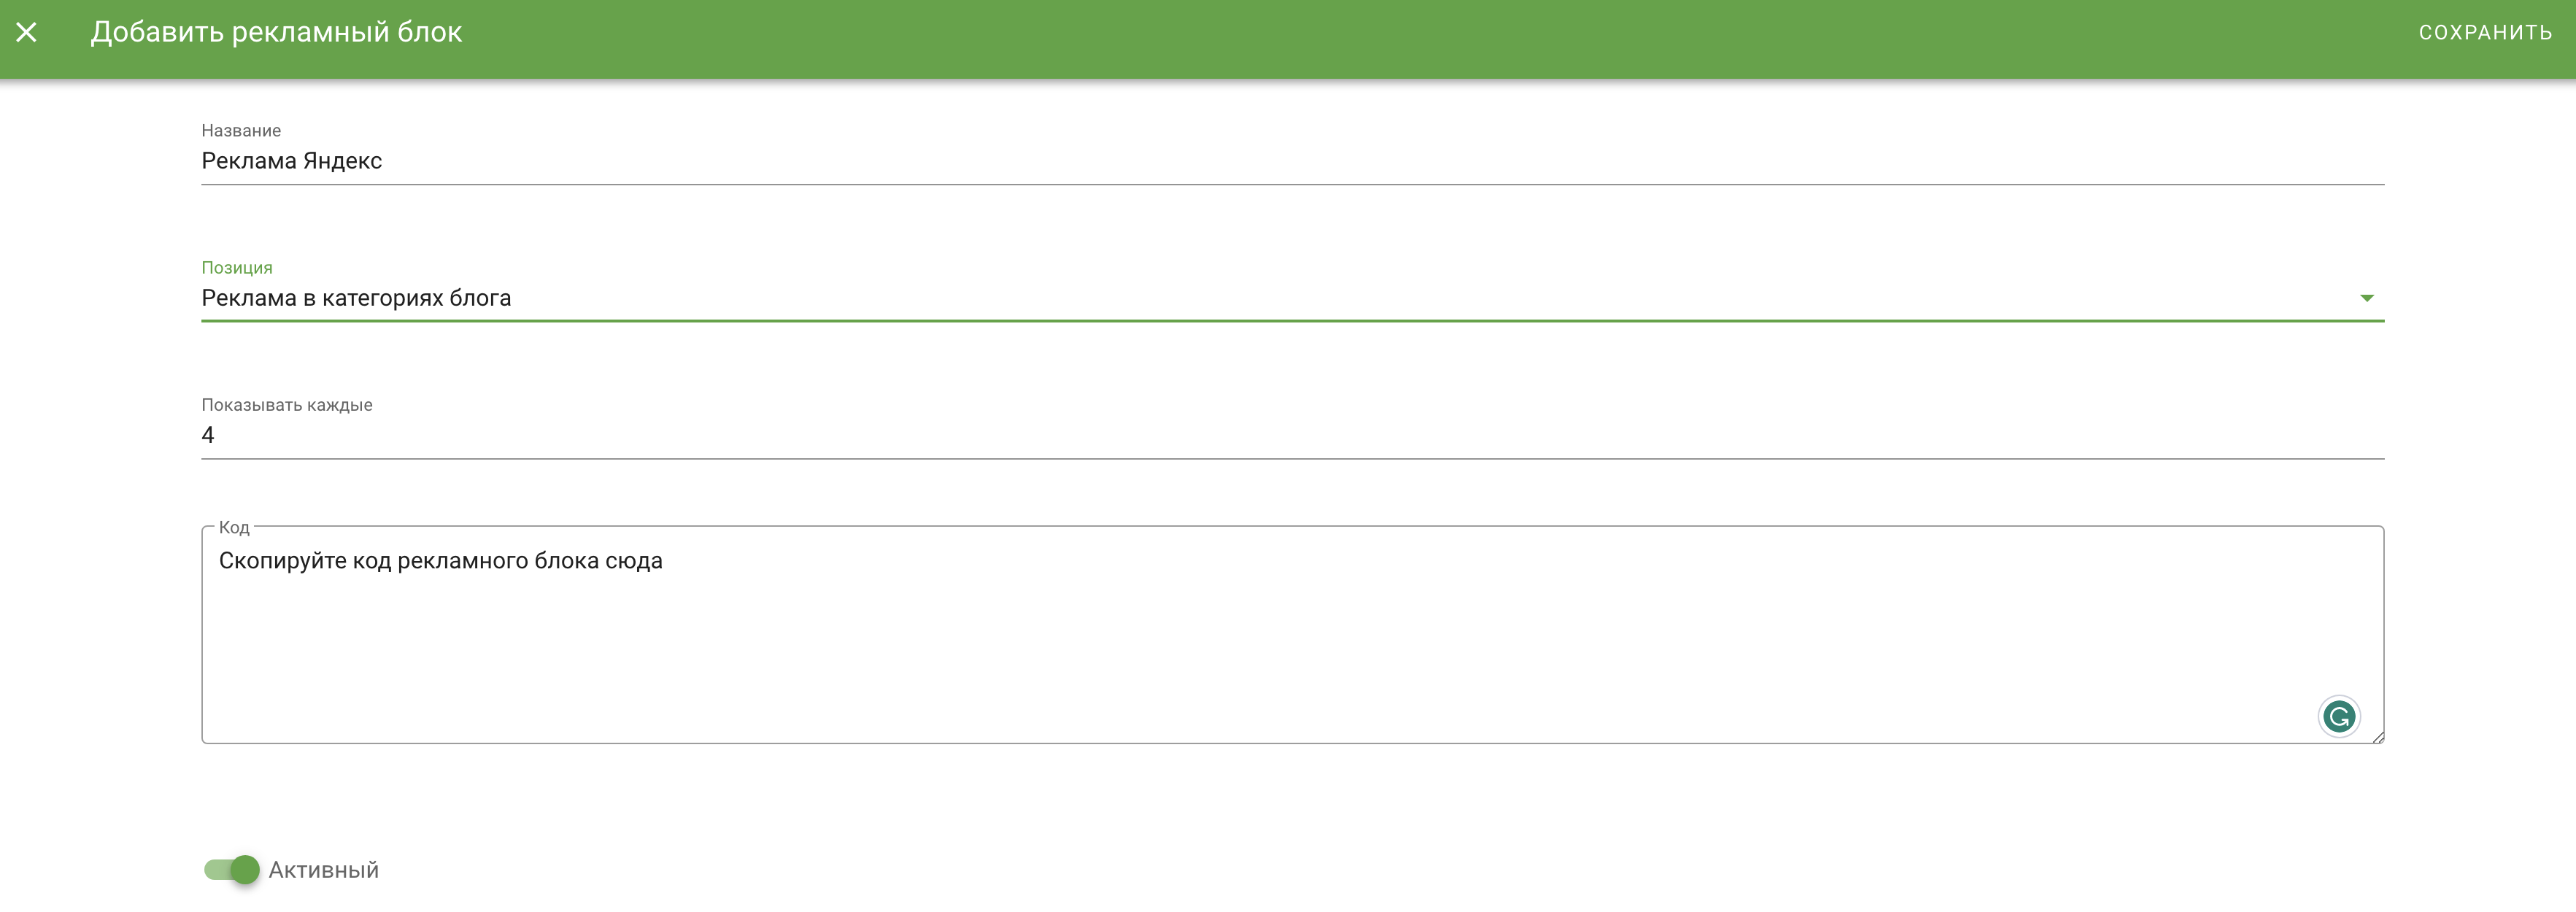 Добавить рекламный блок
СОХРАНИТЬ
Название
Реклама Яндекс
Позиция
Реклама в категориях блога
Показывать каждые
4
Код
Скопируйте код рекламного блока сюда
Активный